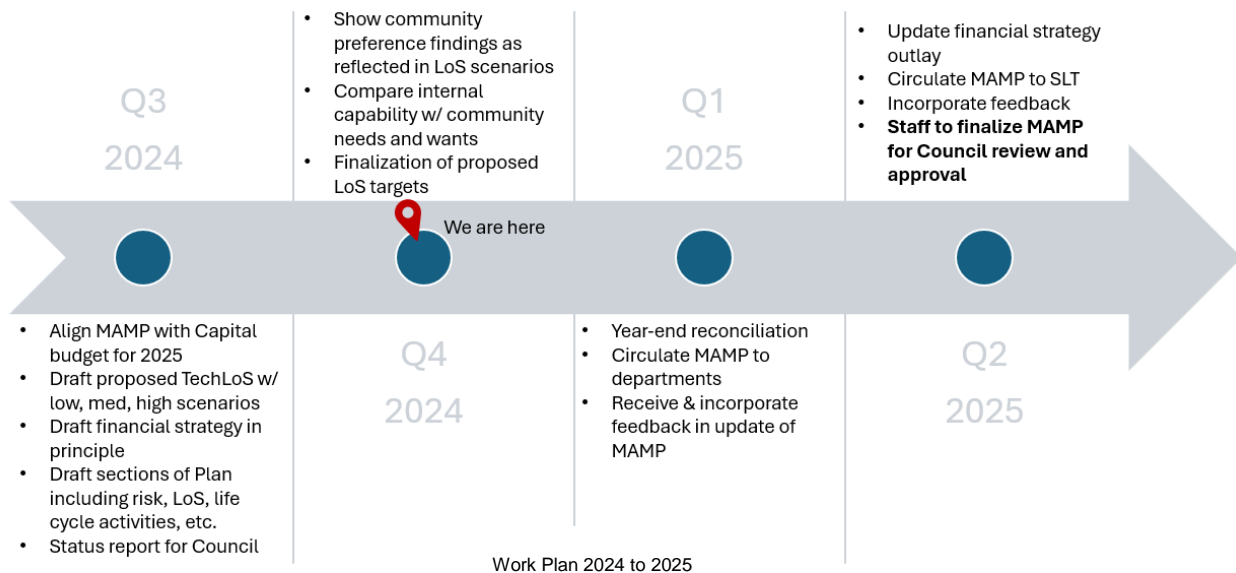 Q3
2024
• Align MAMP with Capital
budget for 2025
• Draft proposed TechLoS w/
low, med, high scenarios
• Draft financial strategy in
principle
• Draft sections of Plan
including risk, LoS, life
cycle activities, etc.
• Status report for Council
• Show community
preference findings as
reflected in LoS scenarios
• Compare internal
capability w/ community
needs and wants
• Finalization of proposed
LoS targets
We are here
Q4
2024
Q1
2025
• Year-end reconciliation
• Circulate MAMP to
departments
• Receive & incorporate
feedback in update of
MAMP
• Update financial strategy
outlay
• Circulate MAMP to SLT
• Incorporate feedback
• Staff to finalize MAMP
for Council review and
approval
Q2
2025
Work Plan 2024 to 2025